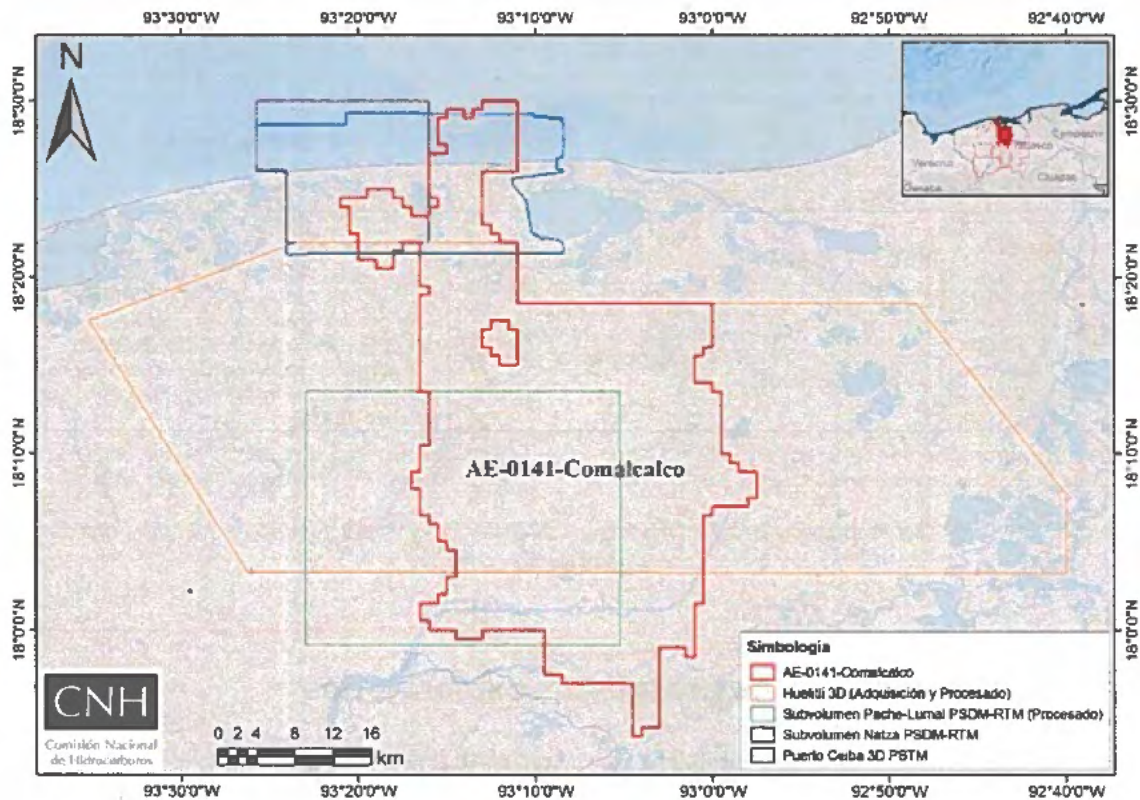 93°30'0"W 93°20'0"W 93°10'0"W 93°0'0"W 92°50'0"W 92°40'0"W
N
18°30'0"N 18°30'0"N
Veracruz
Tabasco
Chiapas
Oaxaca
18°20'0"N 18°20'0"N
18°10'0"N 18°10'0"N
AE-0141-Comalcalco
18°0'0"N 18°0'0"N
Simbología
AE-0141-Comalcalco
Huetitli 3D (Adquisición y Procesado)
Subvolumen Pache-Lumal PSDM-RTM (Procesado)
Subvolumen Natza PSDM-RTM
Puerto Ceiba 3D PSTM
CNH
Comisión Nacional
de Hidrocarburos
0 2 4 8 12 16
km
93°30'0"W 93°20'0"W 93°10'0"W 93°0'0"W 92°50'0"W 92°40'0"W